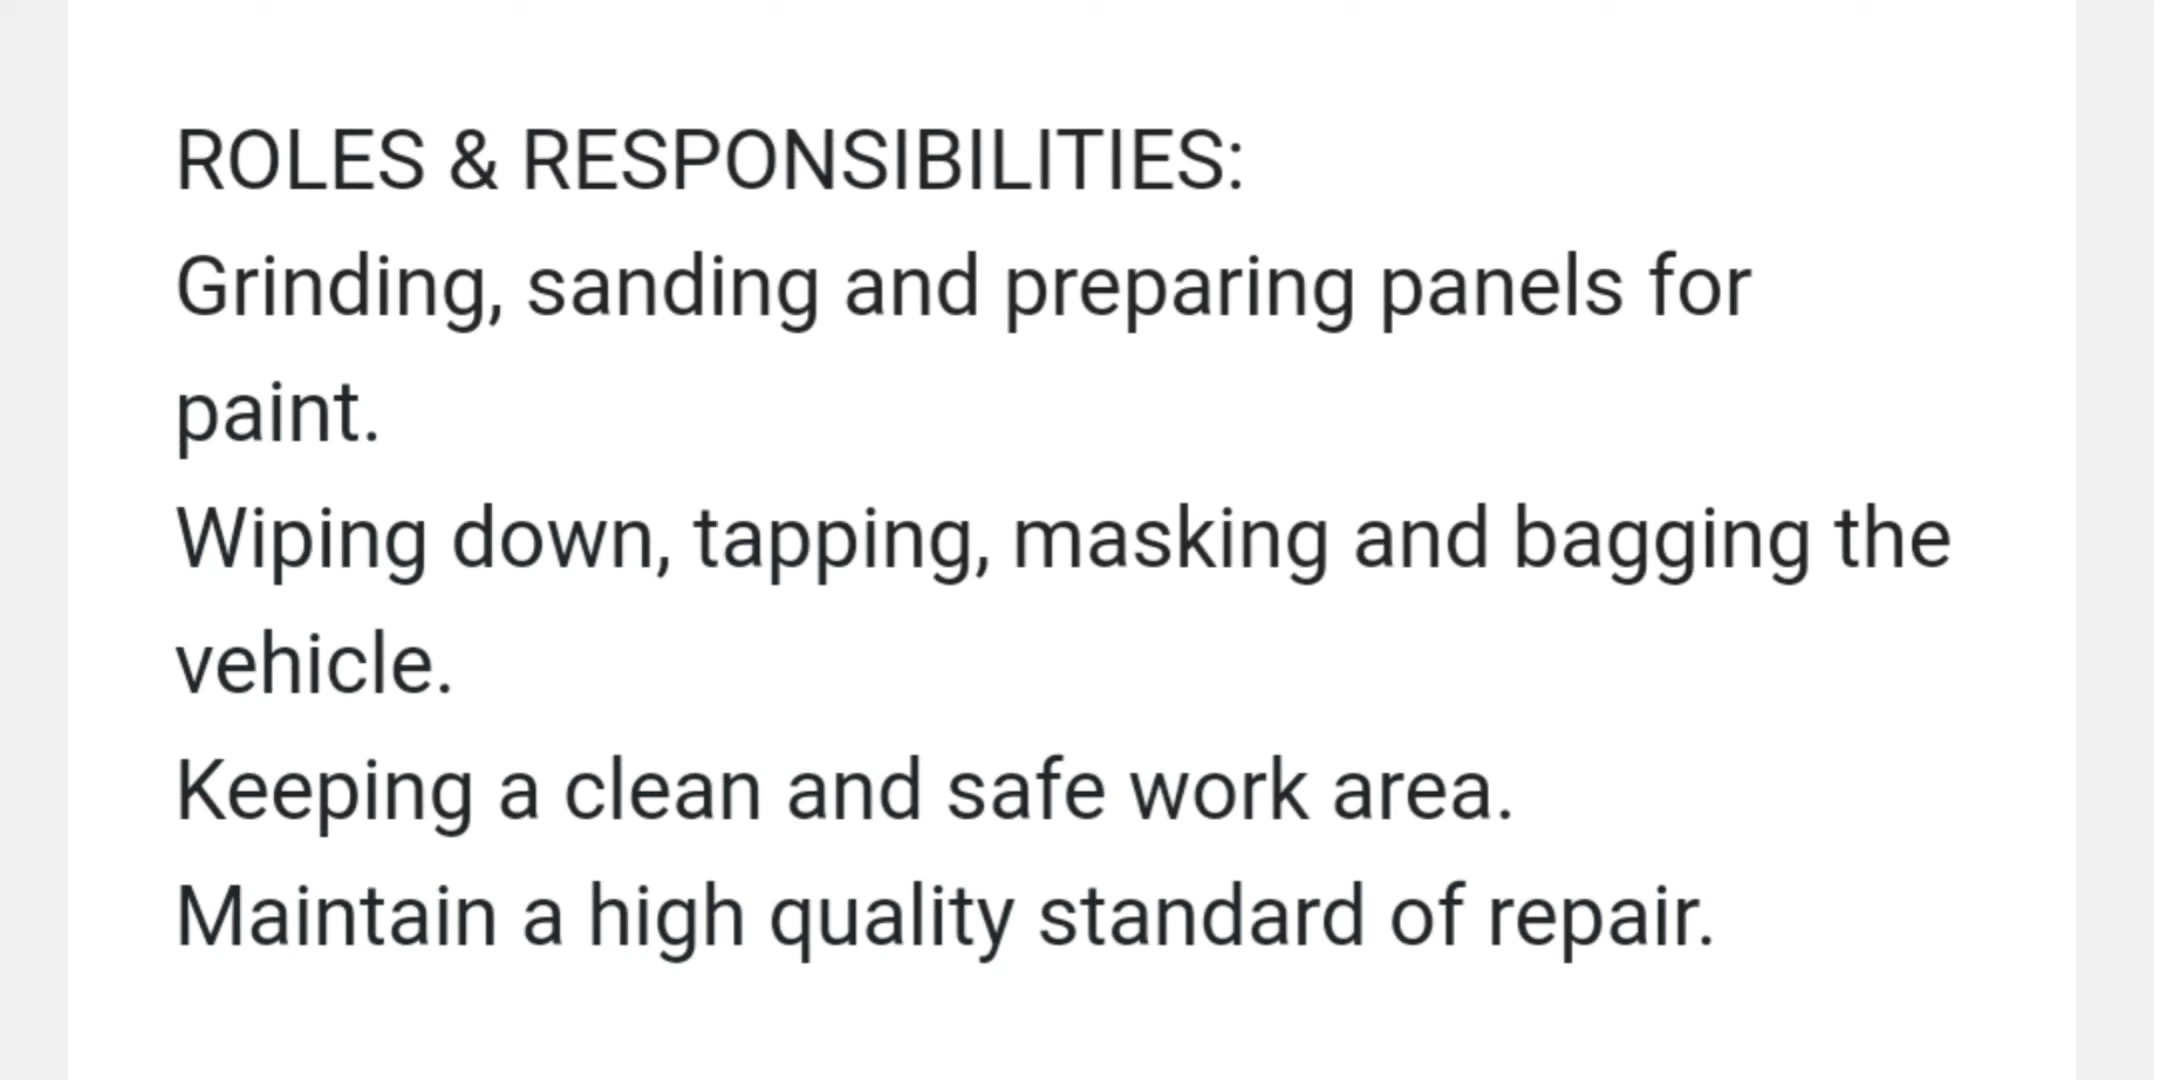 ROLES & RESPONSIBILITIES:
Grinding, sanding and preparing panels for
paint.
Wiping down, tapping, masking and bagging the
vehicle.
Keeping a clean and safe work area.
Maintain a high quality standard of repair.